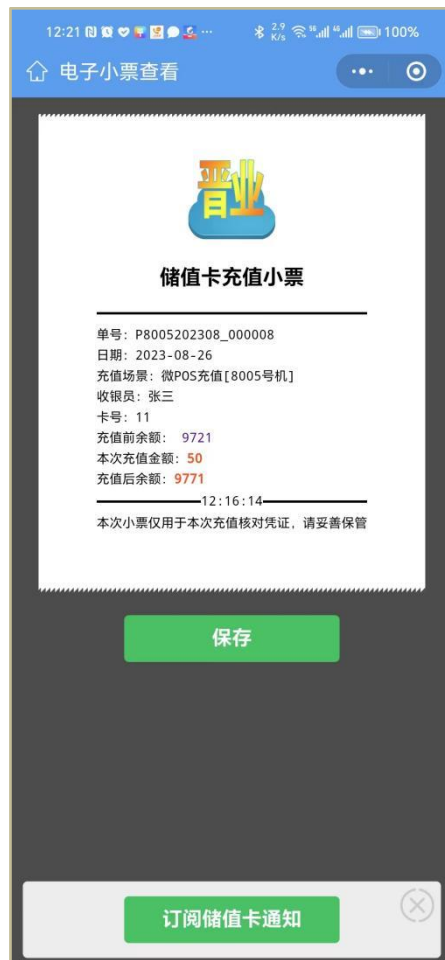 12:21 2.9 K/s 5G 4G 100%
电子小票查看
晋业
储值卡充值小票
单号: P8005202308_000008
日期: 2023-08-26
充值场景: 微POS充值[8005号机]
收银员: 张三
卡号: 11
充值前余额: 9721
本次充值金额: 50
充值后余额: 9771
12:16:14
本次小票仅用于本次充值核对凭证, 请妥善保管
保存
订阅储值卡通知